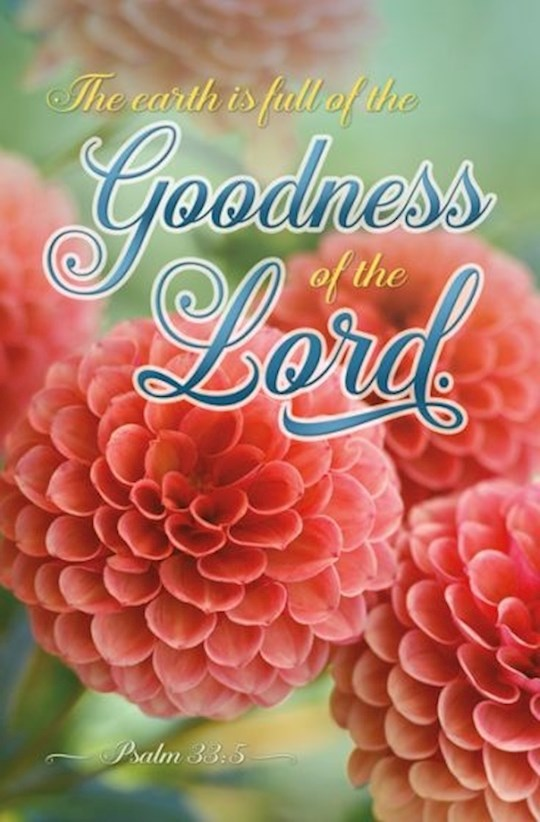 The earth is full of the
Goodness
of the
Lord.
Psalm 33:5